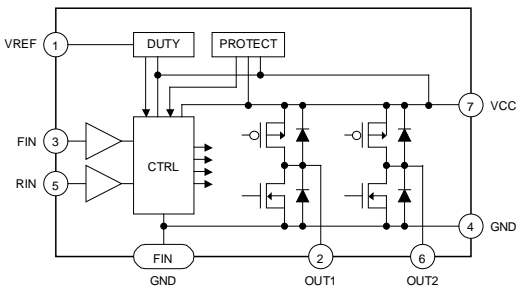 DUTY
PROTECT
VREF 1
7 VCC
FIN 3
CTRL
RIN 5
4 GND
FIN
2
6
GND
OUT1
OUT2